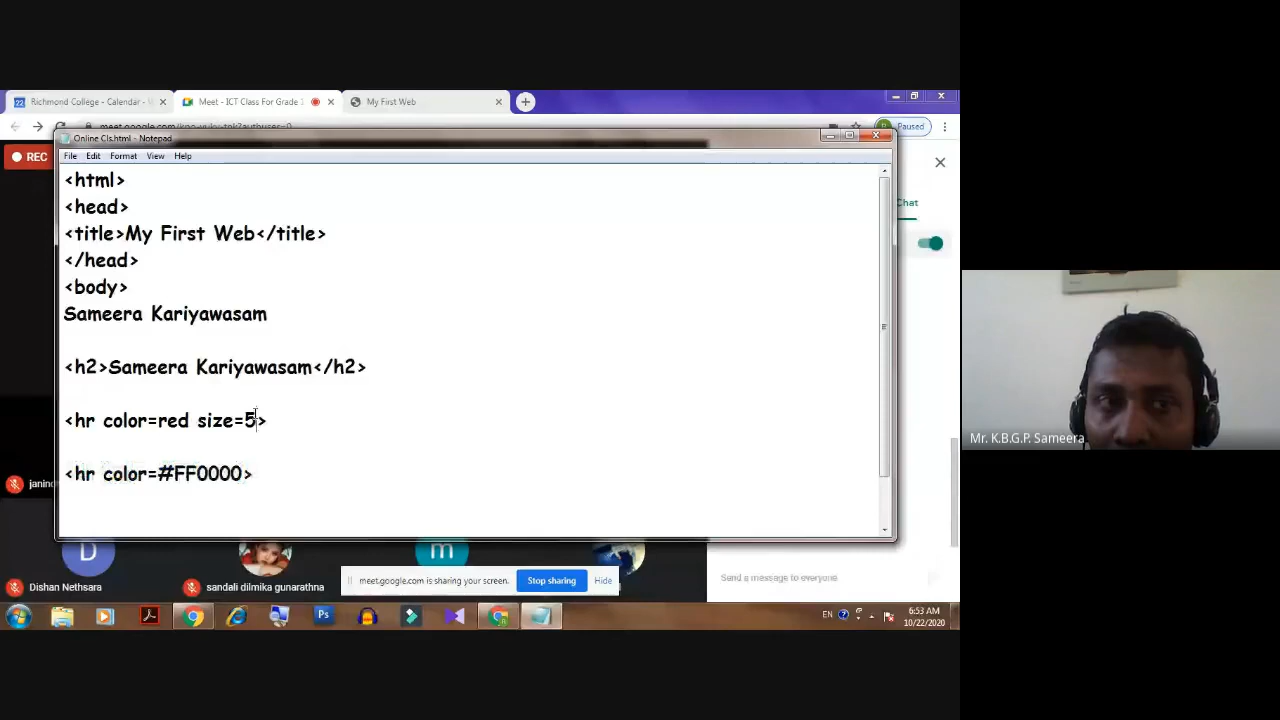 Richmond College - Calendar - W
Meet - ICT Class For Grade 1
My First Web
Paused
REC
Online Cls.html - Notepad
File Edit Format View Help
<html>
<head>
<title>My First Web</title>
</head>
<body>
Sameera Kariyawasam
<h2>Sameera Kariyawasam</h2>
<hr color=red size=5>
<hr color=#FF0000>
Chat
Mr. K.B.G.P. Sameera
D
m
Dishan Nethsara
sandali dilmika gunarathna
meet.google.com is sharing your screen. Stop sharing Hide
Send a message to everyone
Ps
EN
6:53 AM
10/22/2020